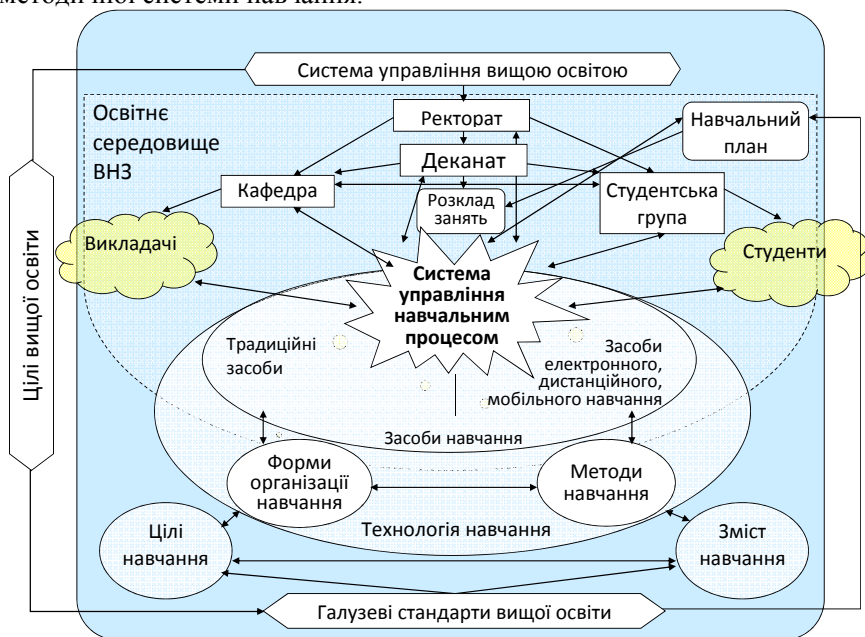 методичної системи навчання.
Система управління вищою освітою
Освітнє
середовище
ВНЗ
Ректорат
Навчальний
план
Деканат
Кафедра
Розклад
занять
Студентська
група
Викладачі
Студенти
Система
управління
навчальним
процесом
Цілі вищої освіти
Традиційні
засоби
Засоби
електронного,
дистанційного,
мобільного навчання
Засоби навчання
Форми
організації
навчання
Методи
навчання
Технологія навчання
Цілі
навчання
Зміст
навчання
Галузеві стандарти вищої освіти